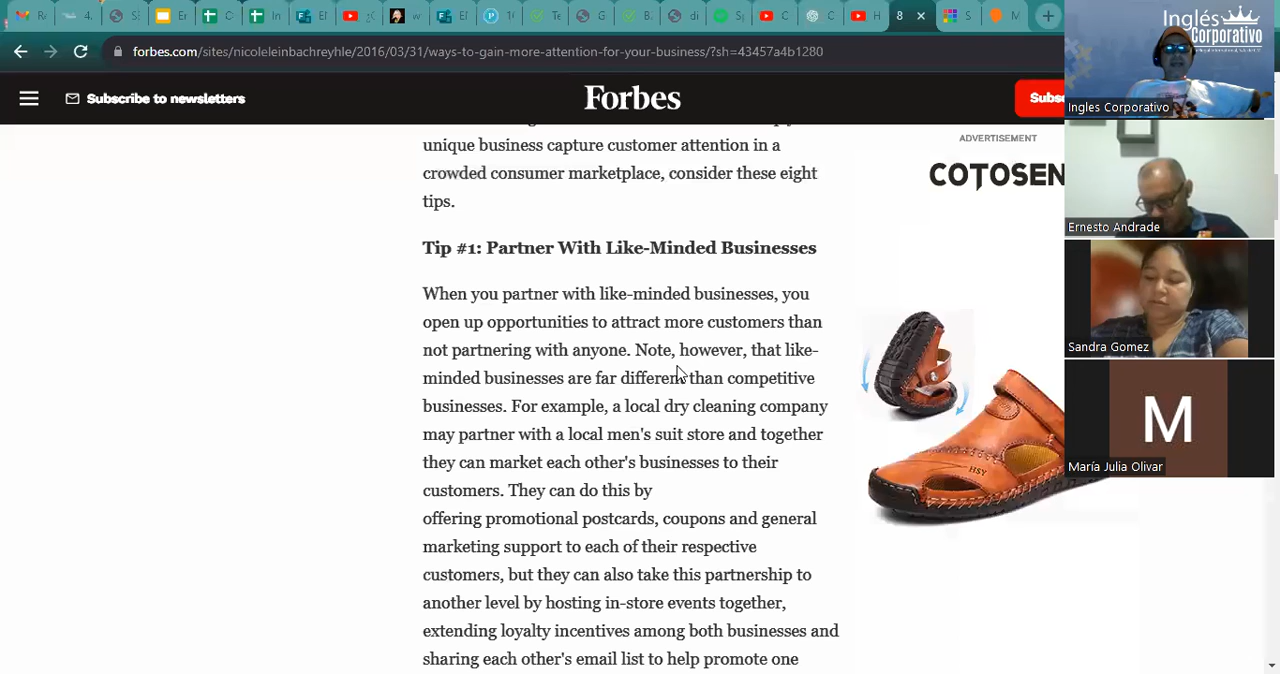 forbes.com/sites/nicoleleinbachreyhle/2016/03/31/ways-to-gain-more-attention-for-your-business/?sh=43457a4b1280
Subscribe to newsletters
Forbes
unique business capture customer attention in a
crowded consumer marketplace, consider these eight
tips.
Tip #1: Partner With Like-Minded Businesses
When you partner with like-minded businesses, you
open up opportunities to attract more customers than
not partnering with anyone. Note, however, that like-
minded businesses are far different than competitive
businesses. For example, a local dry cleaning company
may partner with a local men's suit store and together
they can market each other's businesses to their
customers. They can do this by
offering promotional postcards, coupons and general
marketing support to each of their respective
customers, but they can also take this partnership to
another level by hosting in-store events together,
extending loyalty incentives among both businesses and
sharing each other's email list to help promote one
ADVERTISEMENT
COTOSEN
HSY
Inglés
Corporativo
Ingles Corporativo
Ernesto Andrade
Sandra Gomez
M
María Julia Olivar